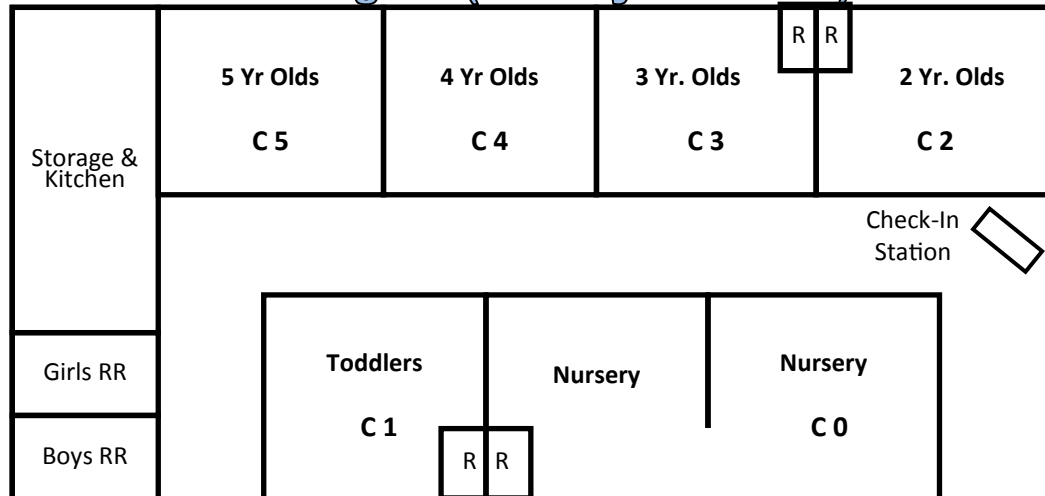 R R
5 Yr Olds
4 Yr Olds
3 Yr. Olds
2 Yr. Olds
C 5
C 4
C 3
C 2
Storage &
Kitchen
Check-In
Station
Toddlers
Nursery
Nursery
Girls RR
C 1
C 0
Boys RR
R R